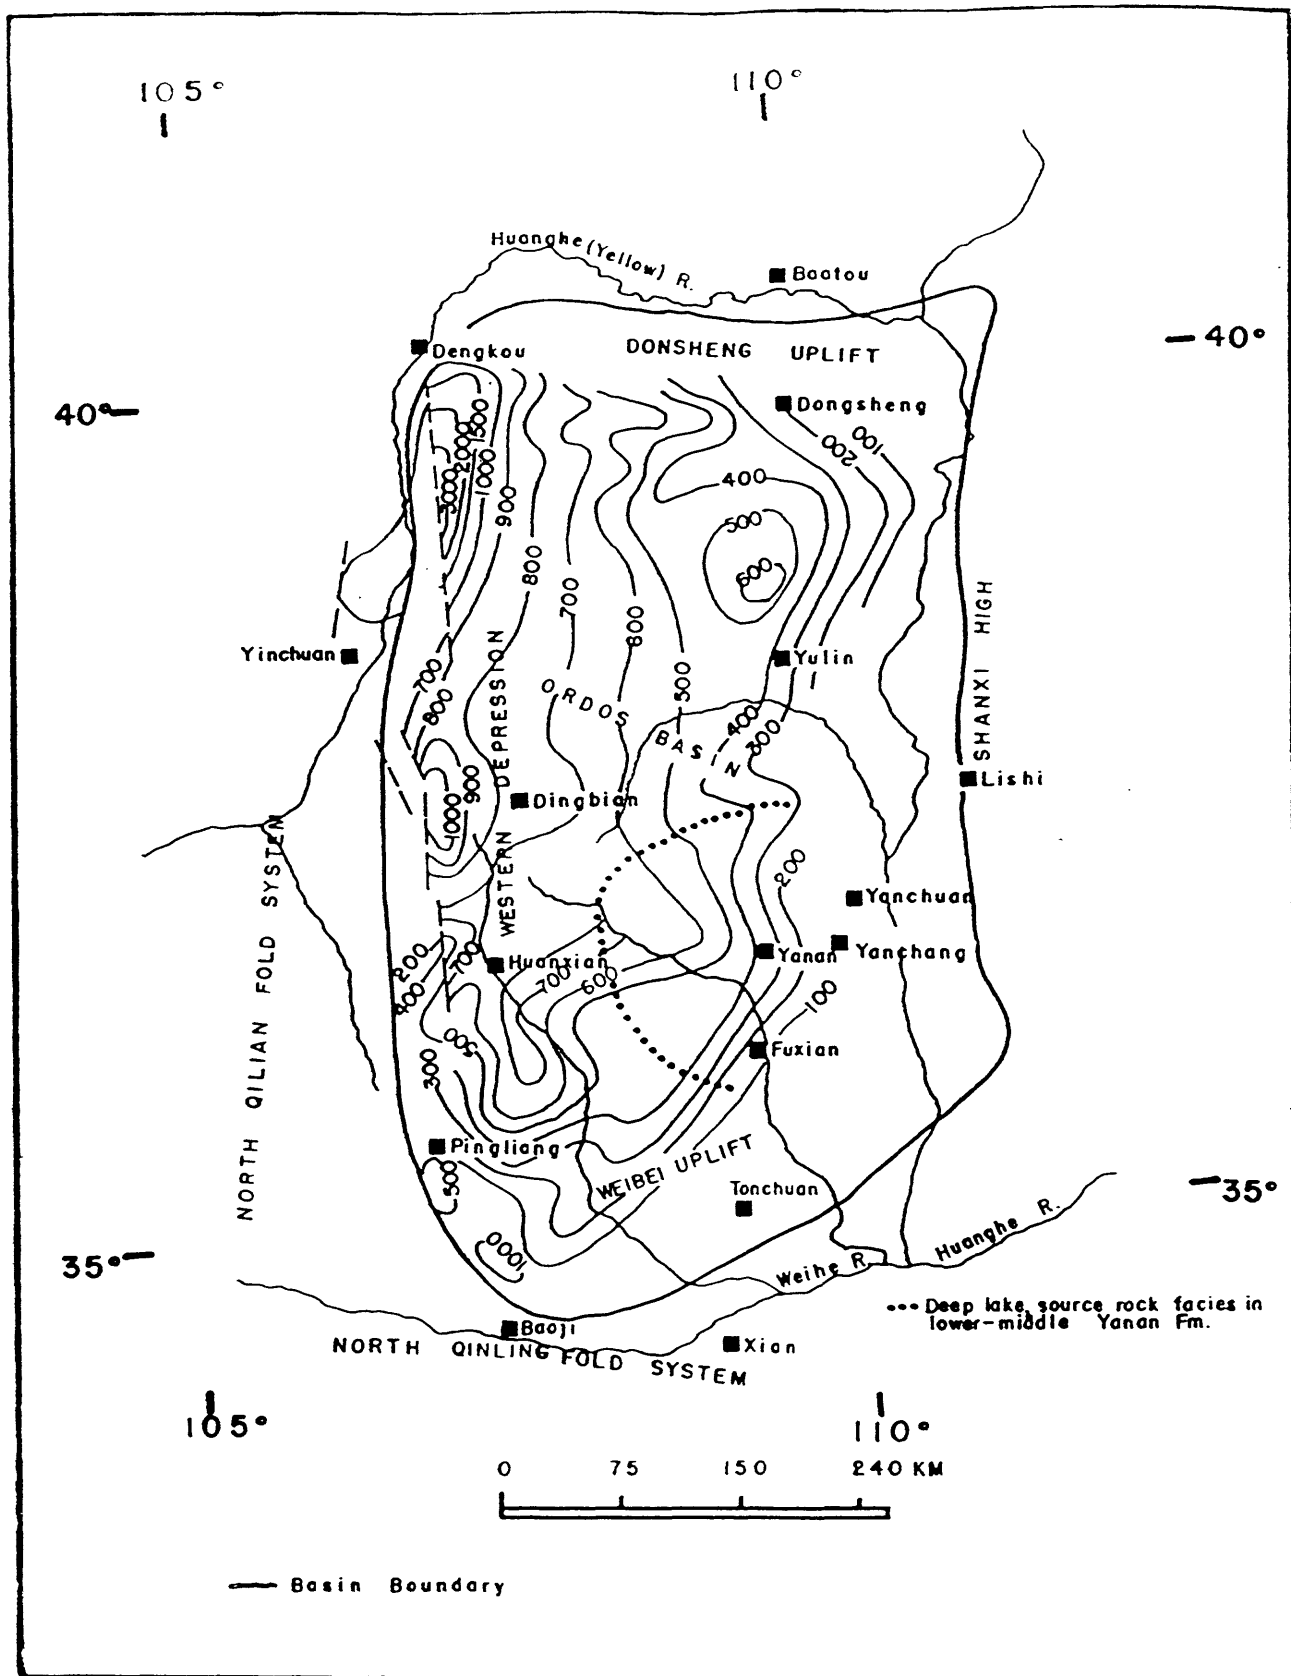 105°
110°
Huanghe (Yellow) R.
Baotou
40°
Dengkou
DONSHENG UPLIFT
40°
Dongsheng
100
200
1500
2000
3000
1000
900
400
500
600
800
700
800
500
SHANXI HIGH
Yinchuan
Yulin
700
800
ORDOS BASIN
400
300
WESTERN DEPRESSION
900
1000
Dingbian
Lishi
NORTH QILIAN FOLD SYSTEM
200
Yanchuan
200
400
700
Huanxian
700
600
Yanan
Yanchang
100
500
300
Fuxian
Pingliang
500
WEIBEI UPLIFT
Tonchuan
35°
35°
1000
Weihe R.
Huanghe R.
Deep lake, source rock facies in
lower-middle Yanan Fm.
Baoji
Xian
NORTH QINLING FOLD SYSTEM
105°
110°
0 75 150 240 KM
Basin Boundary